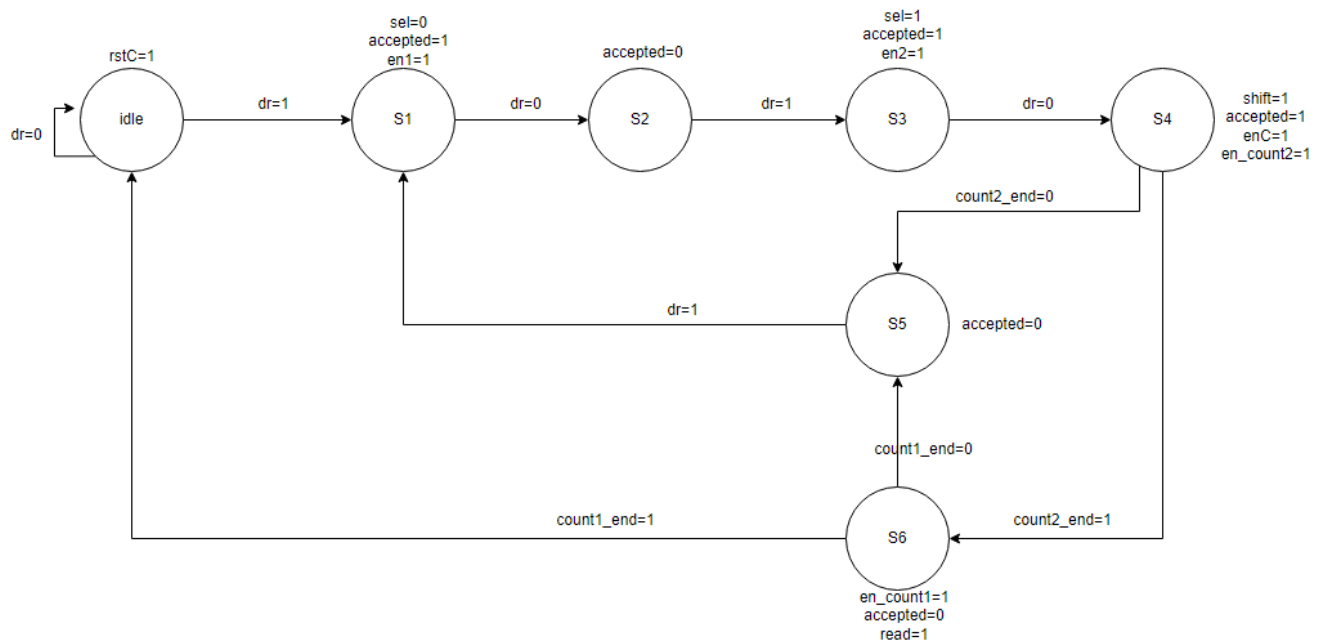 sel=0
accepted=1
en1=1
sel=1
accepted=1
en2=1
rstC=1
accepted=0
dr=0
idle
dr=1
S1
dr=0
S2
dr=1
S3
dr=0
S4
shift=1
accepted=1
enC=1
en_count2=1
count2_end=0
dr=1
S5
accepted=0
count1_end=0
count1_end=1
S6
count2_end=1
en_count1=1
accepted=0
read=1